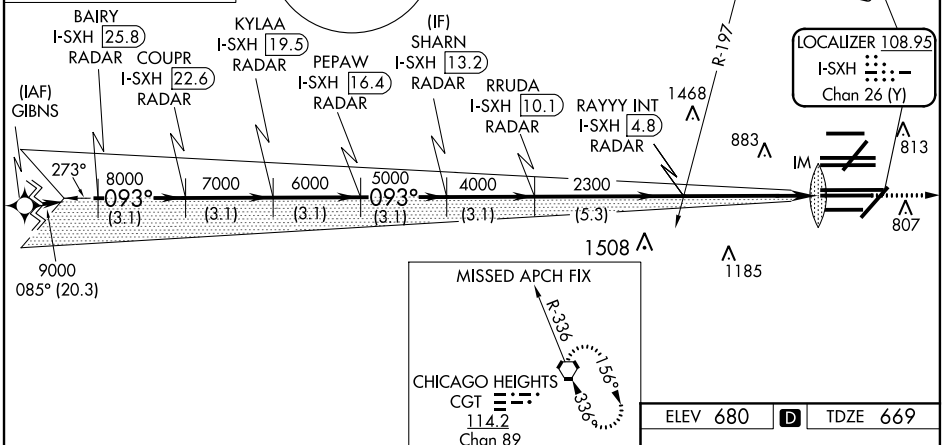 BAIRY
I-SXH 25.8
RADAR
COUPR
I-SXH 22.6
RADAR
KYLAA
I-SXH 19.5
RADAR
PEPAW
I-SXH 16.4
RADAR
(IF)
SHARN
I-SXH 13.2
RADAR
RRUDA
I-SXH 10.1
RADAR
RAYYY INT
I-SXH 4.8
RADAR
R-197
LOCALIZER 108.95
I-SXH
Chan 26 (Y)
(IAF)
GIBNS
1468
883
IM
813
273°
8000
7000
6000
5000
4000
2300
093°
093°
(3.1)
(3.1)
(3.1)
(3.1)
(3.1)
(5.3)
807
9000
085° (20.3)
1508
1185
MISSED APCH FIX
R-336
156°
336°
CHICAGO HEIGHTS
CGT
114.2
Chan 89
ELEV 680 D TDZE 669